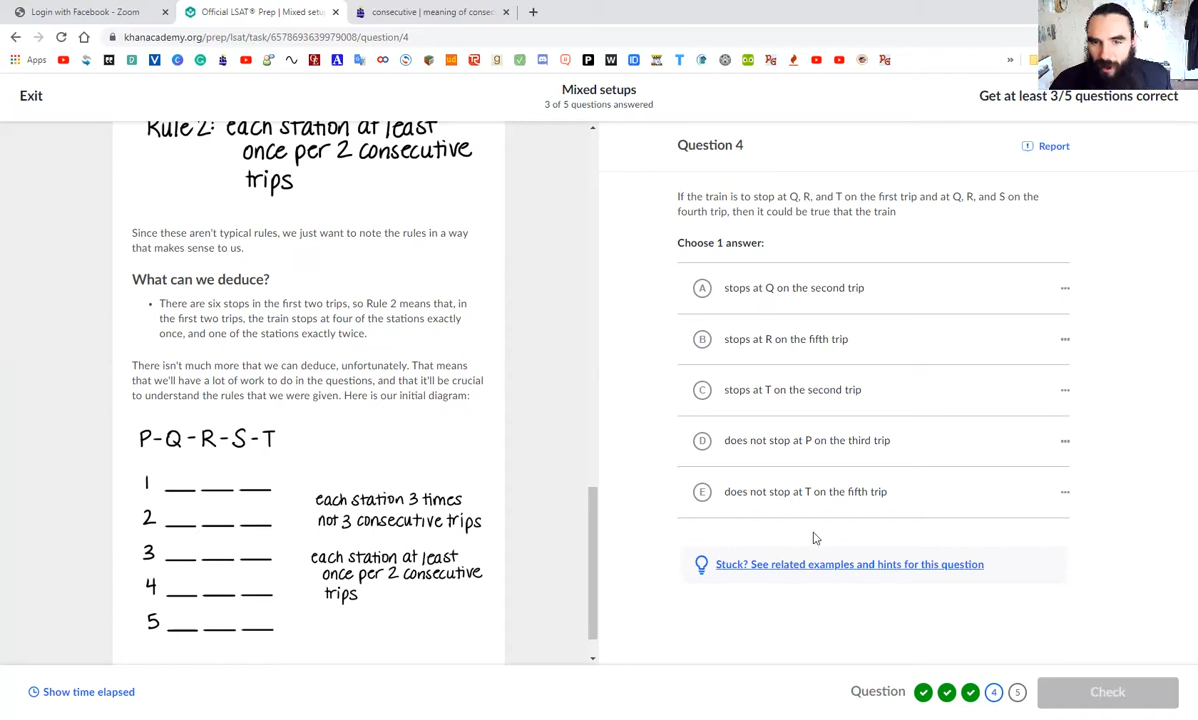 Login with Facebook - Zoom
Official LSAT® Prep | Mixed setu
consecutive | meaning of consec
khanacademy.org/prep/lsat/task/6578693639979008/question/4
Apps
Exit
Mixed setups
3 of 5 questions answered
Get at least 3/5 questions correct
Rule 2: each station at least
once per 2 consecutive
trips
Since these aren't typical rules, we just want to note the rules in a way
that makes sense to us.
What can we deduce?
• There are six stops in the first two trips, so Rule 2 means that, in
the first two trips, the train stops at four of the stations exactly
once, and one of the stations exactly twice.
There isn't much more that we can deduce, unfortunately. That means
that we'll have a lot of work to do in the questions, and that it'll be crucial
to understand the rules that we were given. Here is our initial diagram:
P-Q-R-S-T
1
2
3
4
5
each station 3 times
not 3 consecutive trips
each station at least
once per 2 consecutive
trips
Question 4
Report
If the train is to stop at Q, R, and T on the first trip and at Q, R, and S on the
fourth trip, then it could be true that the train
Choose 1 answer:
A stops at Q on the second trip
B stops at R on the fifth trip
C stops at T on the second trip
D does not stop at P on the third trip
E does not stop at T on the fifth trip
Stuck? See related examples and hints for this question
Show time elapsed
Question
4
5
Check